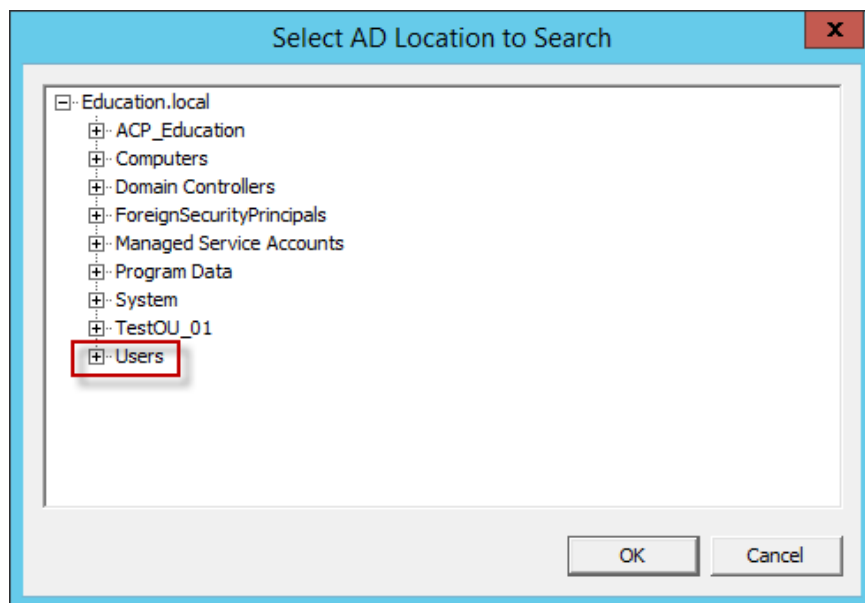 Select AD Location to Search
x
Education.local
ACP_Education
Computers
Domain Controllers
ForeignSecurityPrincipals
Managed Service Accounts
Program Data
System
TestOU_01
Users
OK
Cancel